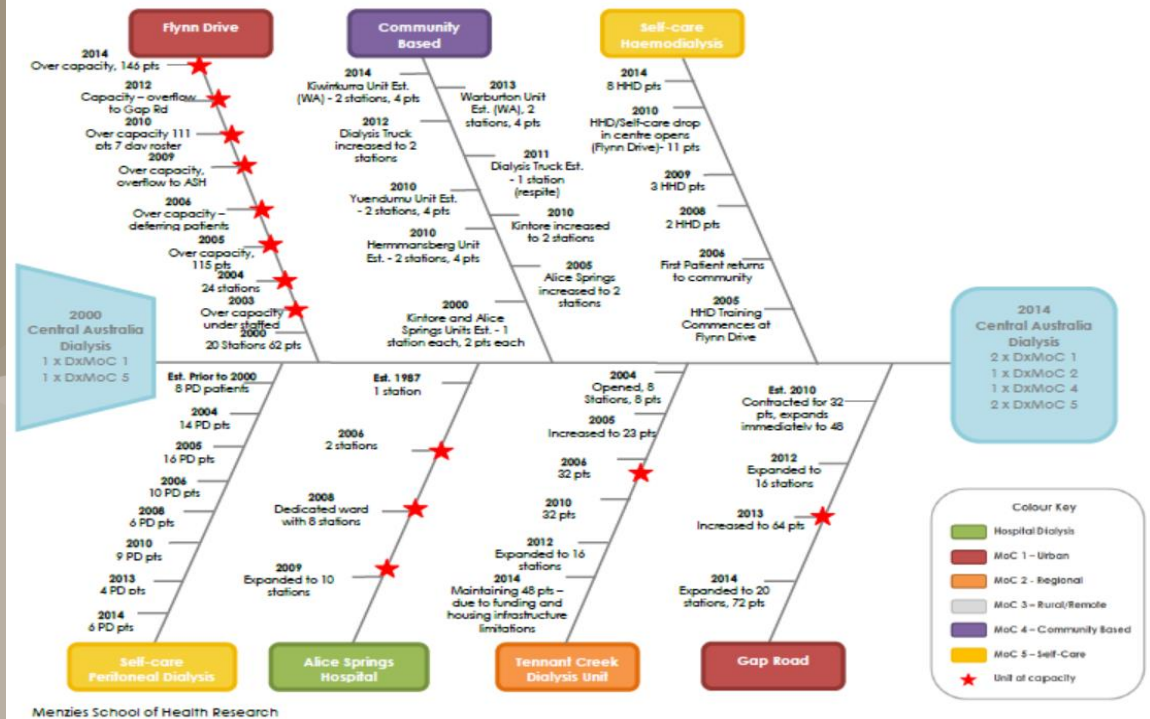 Flynn Drive
Community
Based
Self-care
Haemodialysis
2014
Over capacity, 146 pts
2012
Capacity – overflow
to Gap Rd
2010
Over capacity 111
pts 7 day roster
2009
Over capacity,
overflow to ASH
2006
Over capacity –
deferring patients
2005
Over capacity,
115 pts
2004
24 stations
2003
Over capacity
under staffed
2000
20 Stations 62 pts
2014
Kiwirrkurra Unit Est.
(WA) - 2 stations, 4 pts
2012
Dialysis Truck
increased to 2
stations
2010
Yuendumu Unit Est.
- 2 stations, 4 pts
2010
Hermmansberg Unit
Est. - 2 stations, 4 pts
2000
Kintore and Alice
Springs Units Est. - 1
station each, 2 pts each
2013
Warburton Unit
Est. (WA), 2
stations, 4 pts
2011
Dialysis Truck Est.
- 1 station
(respite)
2010
Kintore increased
to 2 stations
2005
Alice Springs
increased to 2
stations
2014
8 HHD pts
2010
HHD/Self-care drop
in centre opens
(Flynn Drive)- 11 pts
2009
3 HHD pts
2008
2 HHD pts
2006
First Patient returns
to community
2005
HHD Training
Commences at
Flynn Drive
2000
Central Australia
Dialysis
1 x DxMoC 1
1 x DxMoC 5
2014
Central Australia
Dialysis
2 x DxMoC 1
1 x DxMoC 2
1 x DxMoC 4
2 x DxMoC 5
Est. Prior to 2000
8 PD patients
2004
14 PD pts
2005
16 PD pts
2006
10 PD pts
2008
6 PD pts
2010
9 PD pts
2013
4 PD pts
2014
6 PD pts
Est. 1987
1 station
2006
2 stations
2008
Dedicated ward
with 8 stations
2009
Expanded to 10
stations
2004
Opened, 8
Stations, 8 pts
2005
Increased to 23 pts
2006
32 pts
2010
32 pts
2012
Expanded to 16
stations
2014
Maintaining 48 pts –
due to funding and
housing infrastructure
limitations
Est. 2010
Contracted for 32
pts, expands
immediately to 48
2012
Expanded to
16 stations
2013
Increased to 64 pts
2014
Expanded to 20
stations, 72 pts
Self-care
Peritoneal Dialysis
Alice Springs
Hospital
Tennant Creek
Dialysis Unit
Gap Road
Colour Key
Hospital Dialysis
MoC 1 – Urban
MoC 2 - Regional
MoC 3 – Rural/Remote
MoC 4 – Community Based
MoC 5 – Self-Care
Unit at capacity
Menzies School of Health Research